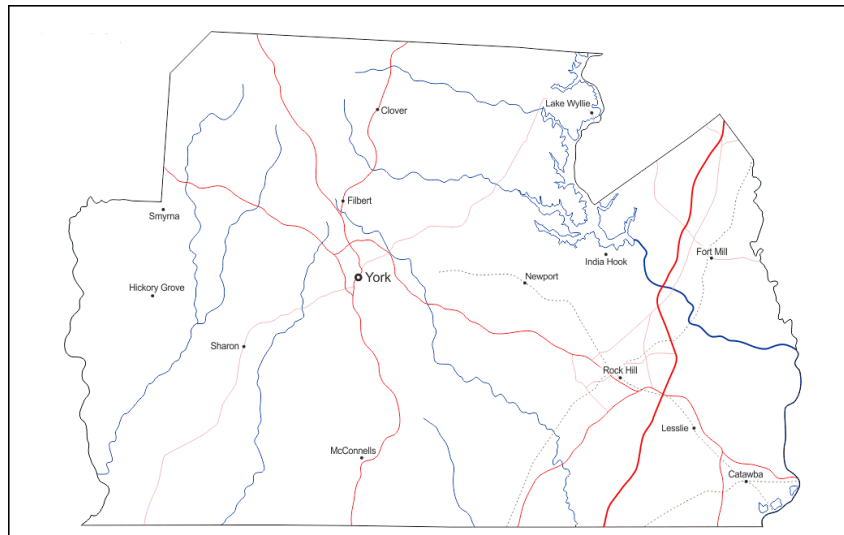 Lake Wyllie
Clover
Filbert
Smyrna
Fort Mill
India Hook
York
Newport
Hickory Grove
Sharon
Rock Hill
Lesslie
McConnells
Catawba